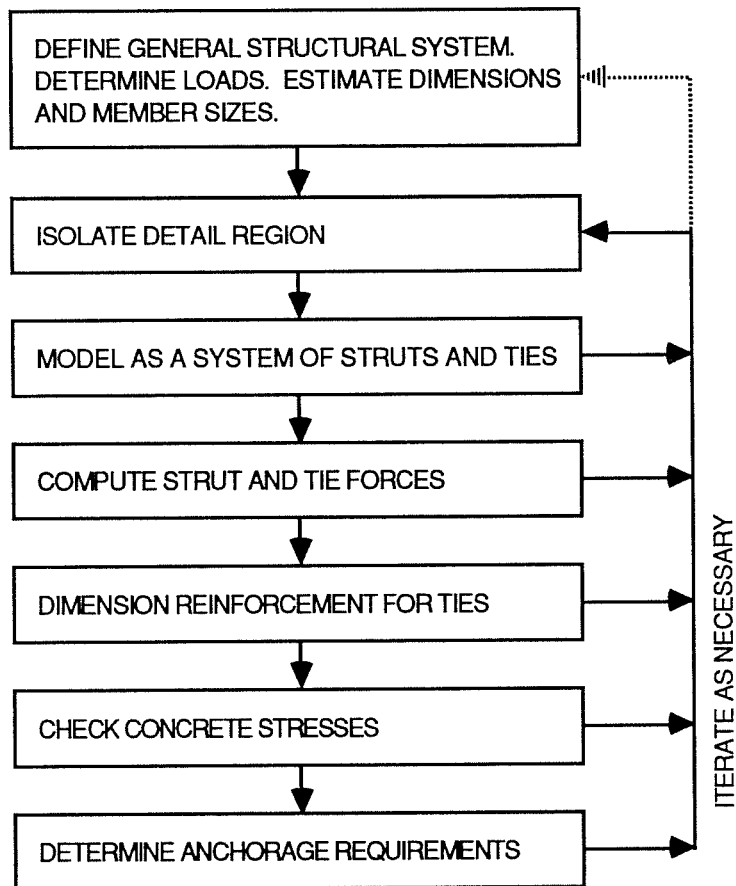 DEFINE GENERAL STRUCTURAL SYSTEM.
DETERMINE LOADS. ESTIMATE DIMENSIONS
AND MEMBER SIZES.
ISOLATE DETAIL REGION
MODEL AS A SYSTEM OF STRUTS AND TIES
COMPUTE STRUT AND TIE FORCES
DIMENSION REINFORCEMENT FOR TIES
CHECK CONCRETE STRESSES
DETERMINE ANCHORAGE REQUIREMENTS
ITERATE AS NECESSARY